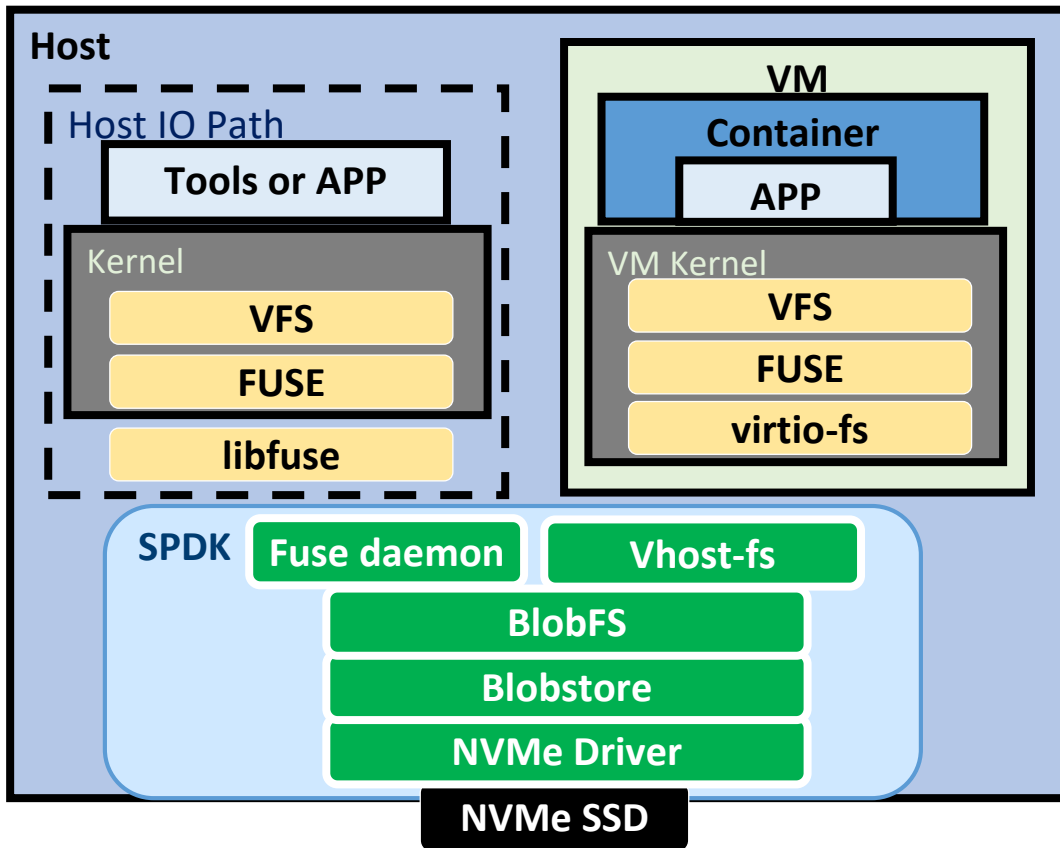 Host
Host IO Path
Tools or APP
Kernel
VFS
FUSE
libfuse
VM
Container
APP
VM Kernel
VFS
FUSE
virtio-fs
SPDK
Fuse daemon
Vhost-fs
BlobFS
Blobstore
NVMe Driver
NVMe SSD